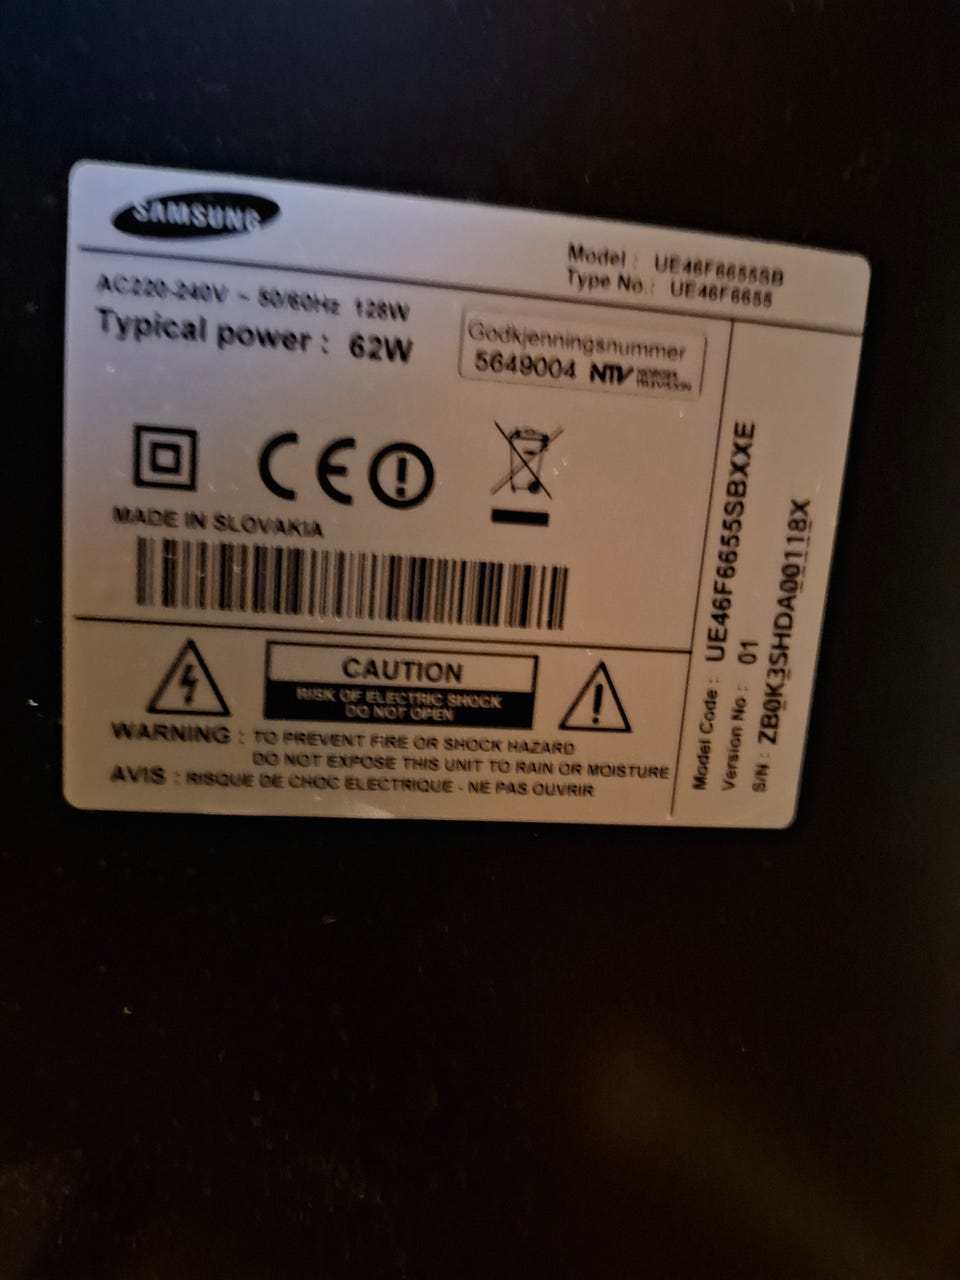 SAMSUNG
Model : UE46F6655SB
Type No.: UE46F6655
AC220-240V ~ 50/60Hz 128W
Typical power : 62W
Godkjenningsnummer
5649004 NTV NORGES TELEVISION
CE
MADE IN SLOVAKIA
CAUTION
RISK OF ELECTRIC SHOCK
DO NOT OPEN
WARNING : TO PREVENT FIRE OR SHOCK HAZARD
DO NOT EXPOSE THIS UNIT TO RAIN OR MOISTURE
AVIS : RISQUE DE CHOC ELECTRIQUE - NE PAS OUVRIR
Model Code : UE46F6655SBXXE
Version No : 01
S/N : ZB0K3SHDA00118X